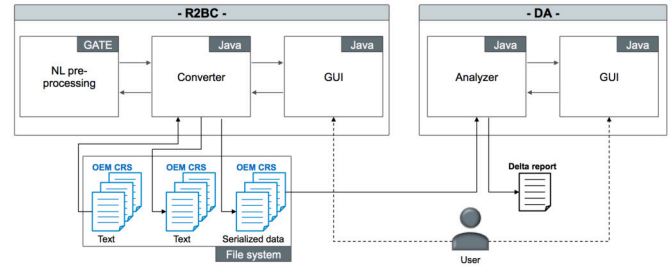 - R2BC -
- DA -
GATE
Java
Java
Java
Java
NL pre-
processing
Converter
GUI
Analyzer
GUI
OEM CRS
OEM CRS
OEM CRS
Delta report
Text
Text
Serialized data
File system
User